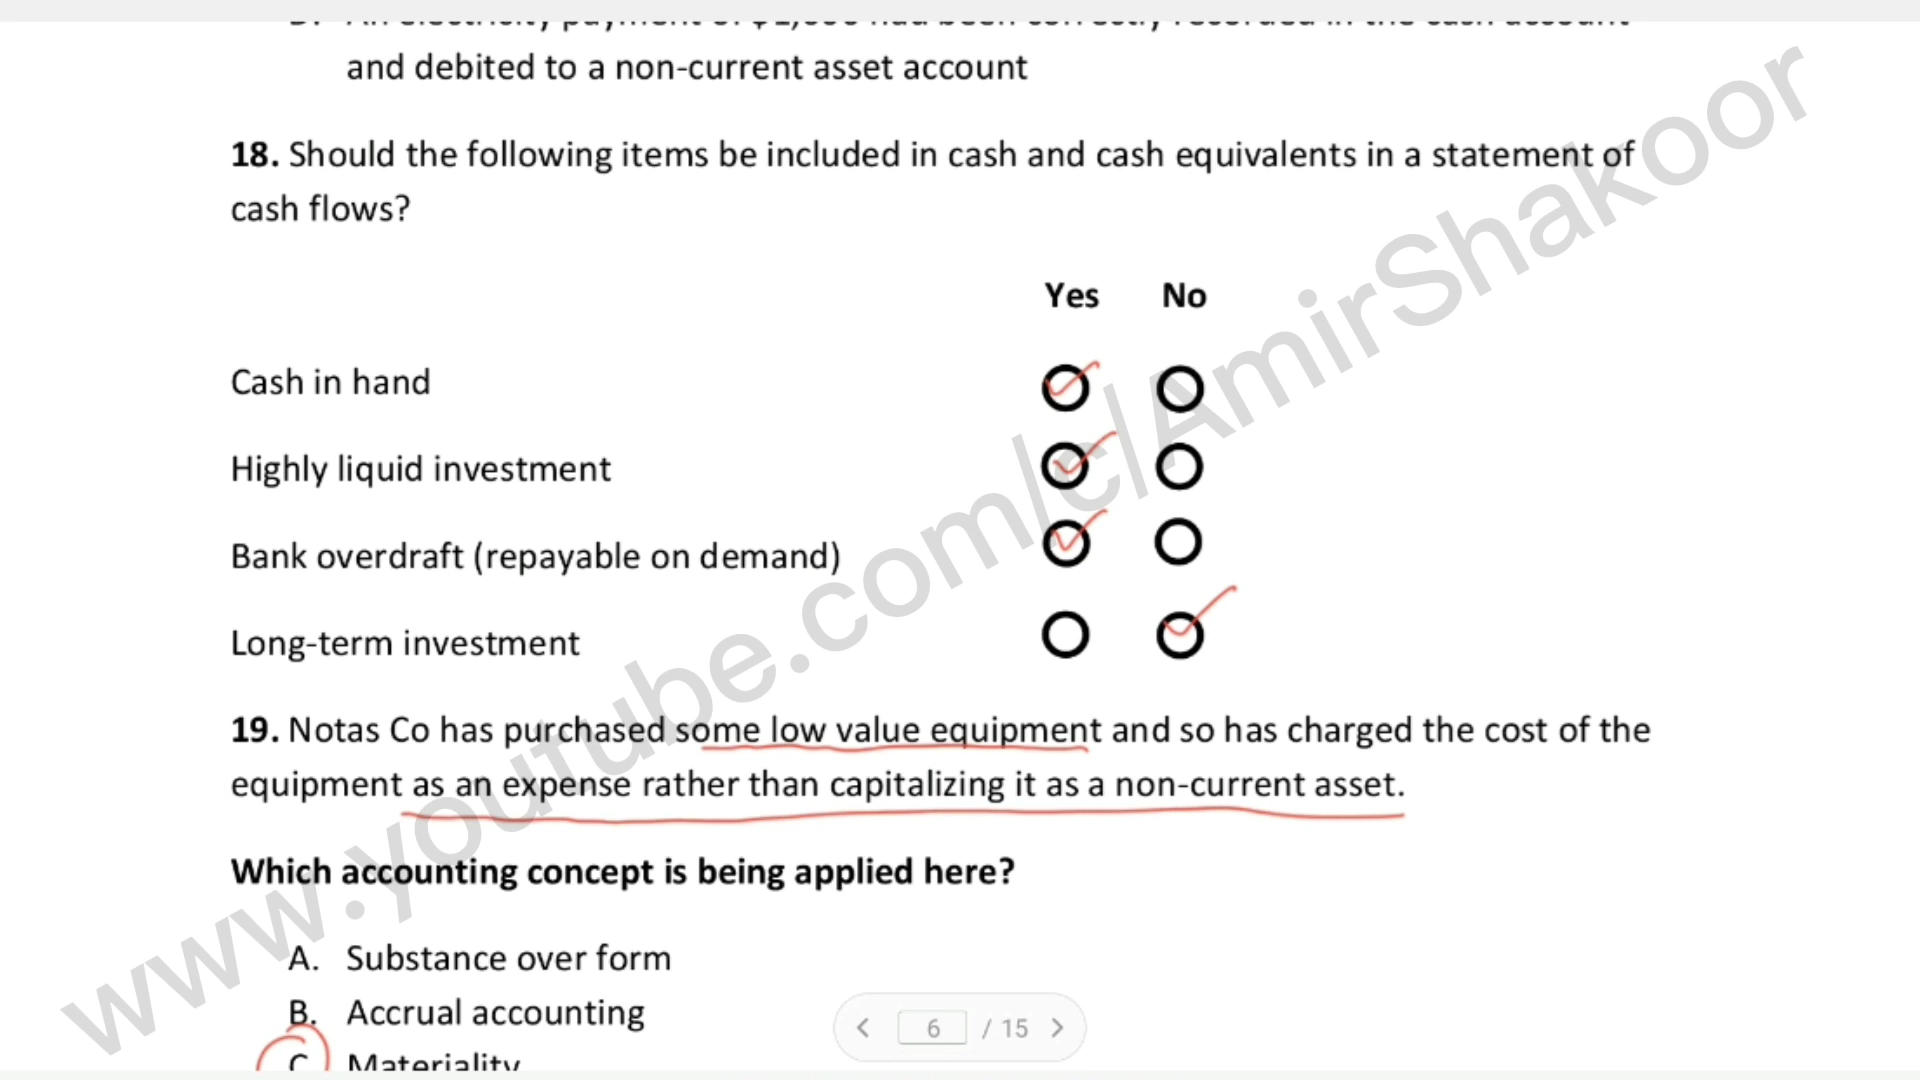 and debited to a non-current asset account
18. Should the following items be included in cash and cash equivalents in a statement of
cash flows?
Yes No
Cash in hand
Highly liquid investment
Bank overdraft (repayable on demand)
Long-term investment
19. Notas Co has purchased some low value equipment and so has charged the cost of the
equipment as an expense rather than capitalizing it as a non-current asset.
Which accounting concept is being applied here?
A. Substance over form
B. Accrual accounting
C Materiality
6 / 15
www.youtube.com/c/AmirShakoor